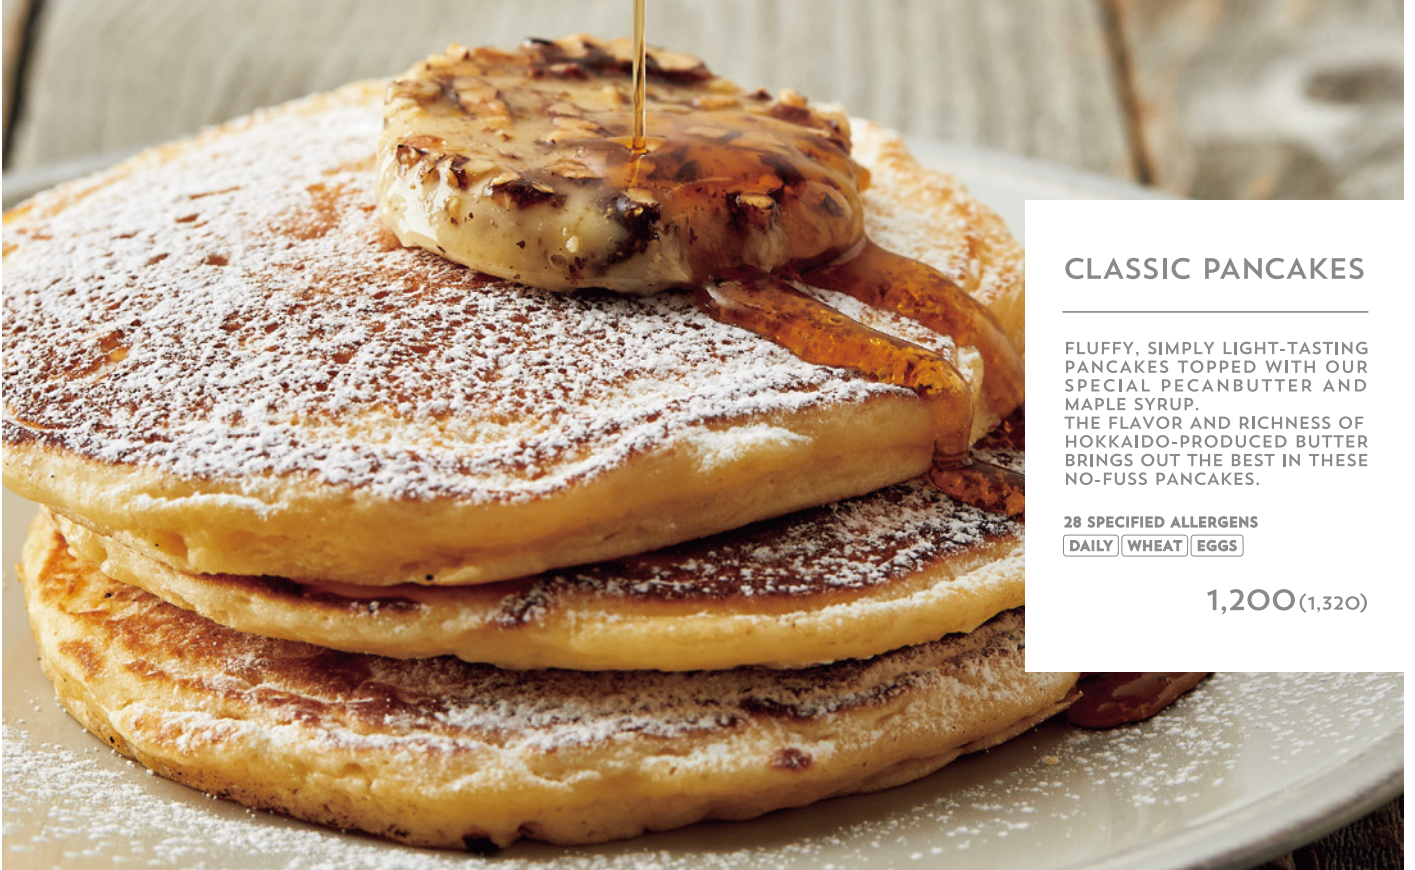 CLASSIC PANCAKES
FLUFFY, SIMPLY LIGHT-TASTING
PANCAKES TOPPED WITH OUR
SPECIAL PECANBUTTER AND
MAPLE SYRUP.
THE FLAVOR AND RICHNESS OF
HOKKAIDO-PRODUCED BUTTER
BRINGS OUT THE BEST IN THESE
NO-FUSS PANCAKES.
28 SPECIFIED ALLERGENS
DAILY WHEAT EGGS
1,200(1,320)